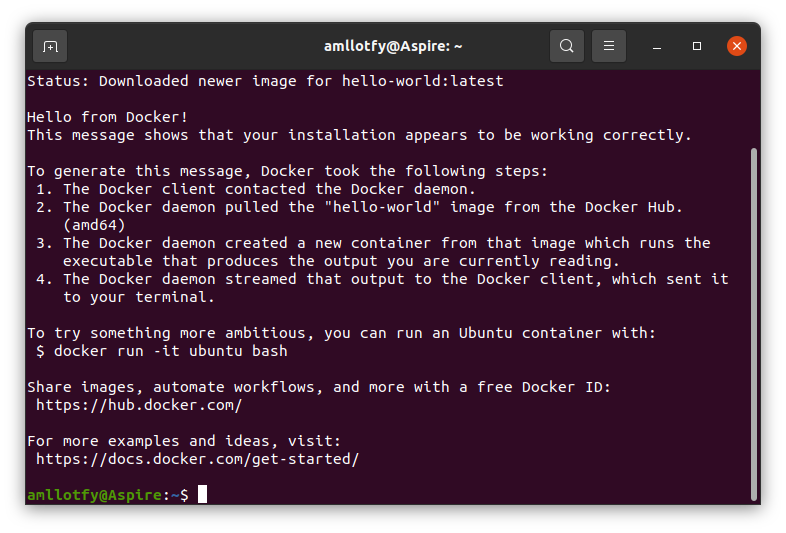 amllotfy@Aspire: ~
Status: Downloaded newer image for hello-world:latest
Hello from Docker!
This message shows that your installation appears to be working correctly.
To generate this message, Docker took the following steps:
1. The Docker client contacted the Docker daemon.
2. The Docker daemon pulled the "hello-world" image from the Docker Hub.
(amd64)
3. The Docker daemon created a new container from that image which runs the
executable that produces the output you are currently reading.
4. The Docker daemon streamed that output to the Docker client, which sent it
to your terminal.
To try something more ambitious, you can run an Ubuntu container with:
$ docker run -it ubuntu bash
Share images, automate workflows, and more with a free Docker ID:
https://hub.docker.com/
For more examples and ideas, visit:
https://docs.docker.com/get-started/
amllotfy@Aspire:~$